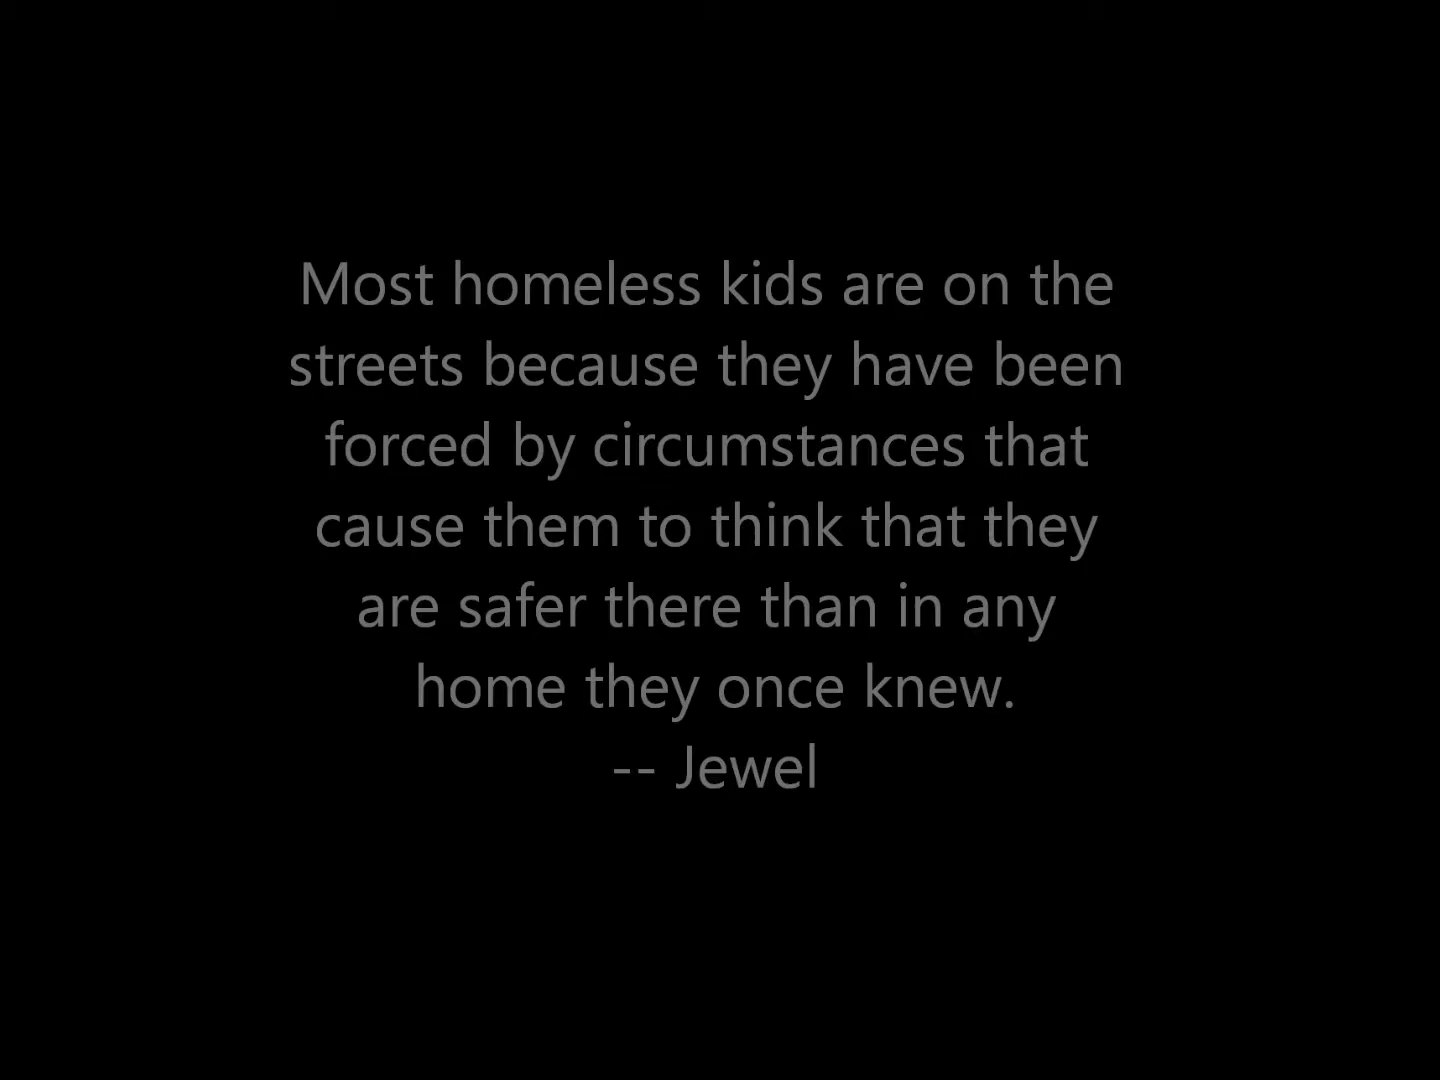 Most homeless kids are on the
streets because they have been
forced by circumstances that
cause them to think that they
are safer there than in any
home they once knew.
-- Jewel